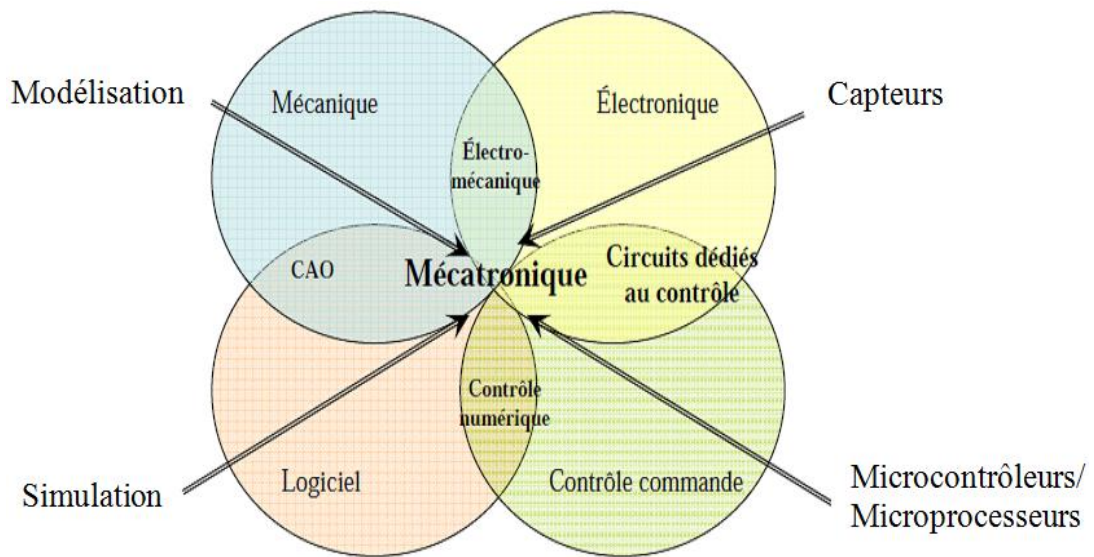 Modélisation
Mécanique
Électronique
Capteurs
Électro-
mécanique
CAO
Mécatronique
Circuits dédiés
au contrôle
Contrôle
numérique
Simulation
Logiciel
Contrôle commande
Microcontrôleurs/
Microprocesseurs